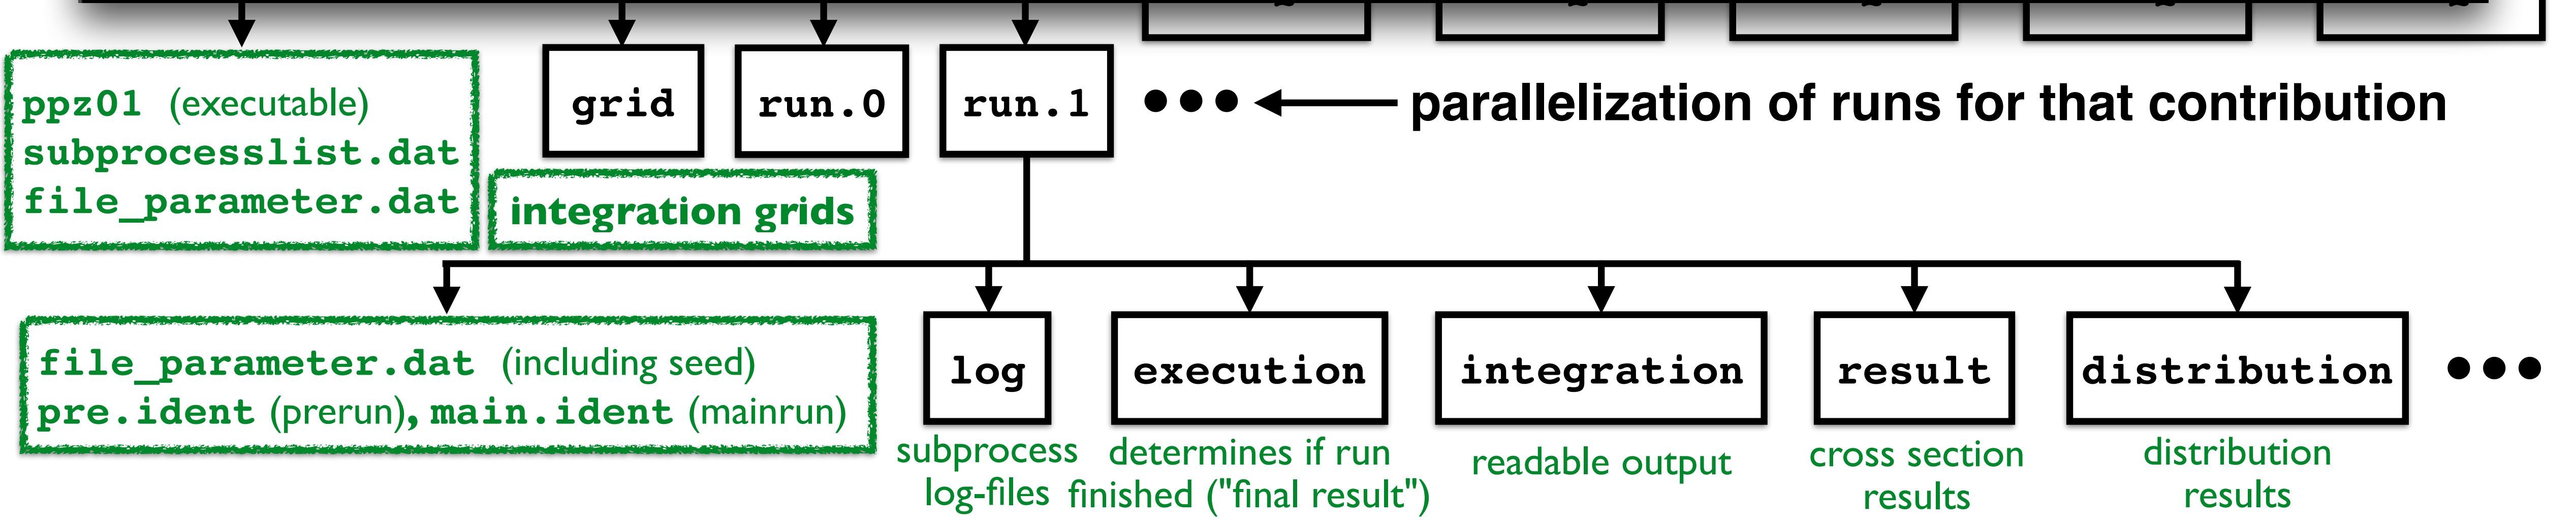 ppz01 (executable)
subprocesslist.dat
file_parameter.dat
grid
run.0
run.1
••• parallelization of runs for that contribution
integration grids
file_parameter.dat (including seed)
pre.ident (prerun), main.ident (mainrun)
log
execution
integration
result
distribution
•••
subprocess
log-files
determines if run
finished ("final result")
readable output
cross section
results
distribution
results